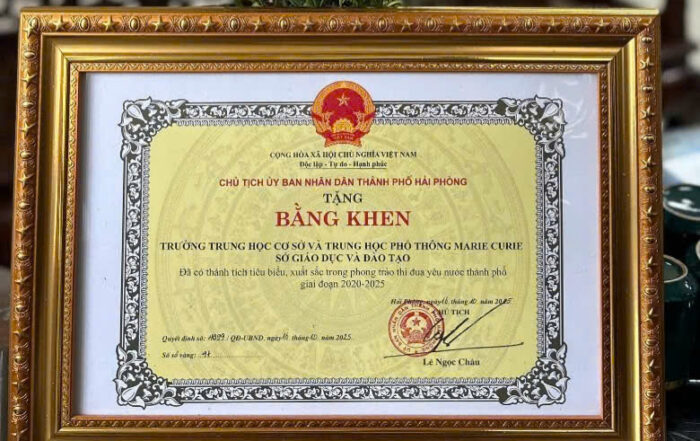 CỘNG HÒA XÃ HỘI CHỦ NGHĨA VIỆT NAM
Độc lập - Tự do - Hạnh phúc
CHỦ TỊCH ỦY BAN NHÂN DÂN THÀNH PHỐ HẢI PHÒNG
TẶNG
BẰNG KHEN
TRƯỜNG TRUNG HỌC CƠ SỞ VÀ TRUNG HỌC PHỔ THÔNG MARIE CURIE
SỞ GIÁO DỤC VÀ ĐÀO TẠO
Đã có thành tích tiêu biểu, xuất sắc trong phong trào thi đua yêu nước thành phố
giai đoạn 2020-2025
Hải Phòng, ngày 16 tháng 10 năm 2025
CHỦ TỊCH
Quyết định số: /QĐ-UBND, ngày 16 tháng 10 năm 2025
Số sổ vàng:
Lê Ngọc Châu